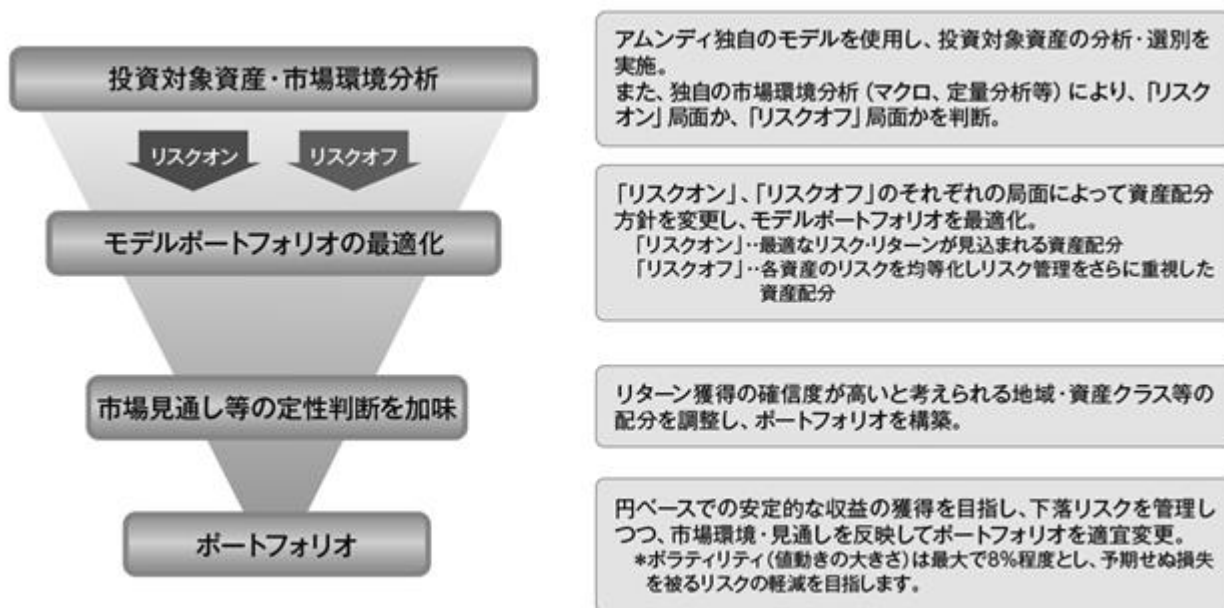 投資対象資産・市場環境分析
アムンディ独自のモデルを使用し、投資対象資産の分析・選別を
実施。
また、独自の市場環境分析（マクロ、定量分析等）により、「リスク
オン」局面か、「リスクオフ」局面かを判断。
リスクオン
リスクオフ
モデルポートフォリオの最適化
「リスクオン」、「リスクオフ」のそれぞれの局面によって資産配分
方針を変更し、モデルポートフォリオを最適化。
「リスクオン」‥最適なリスク・リターンが見込まれる資産配分
「リスクオフ」‥各資産のリスクを均等化しリスク管理をさらに重視した
資産配分
市場見通し等の定性判断を加味
リターン獲得の確信度が高いと考えられる地域・資産クラス等の
配分を調整し、ポートフォリオを構築。
ポートフォリオ
円ベースでの安定的な収益の獲得を目指し、下落リスクを管理し
つつ、市場環境・見通しを反映してポートフォリオを適宜変更。
*ボラティリティ（値動きの大きさ）は最大で8%程度とし、予期せぬ損失
を被るリスクの軽減を目指します。